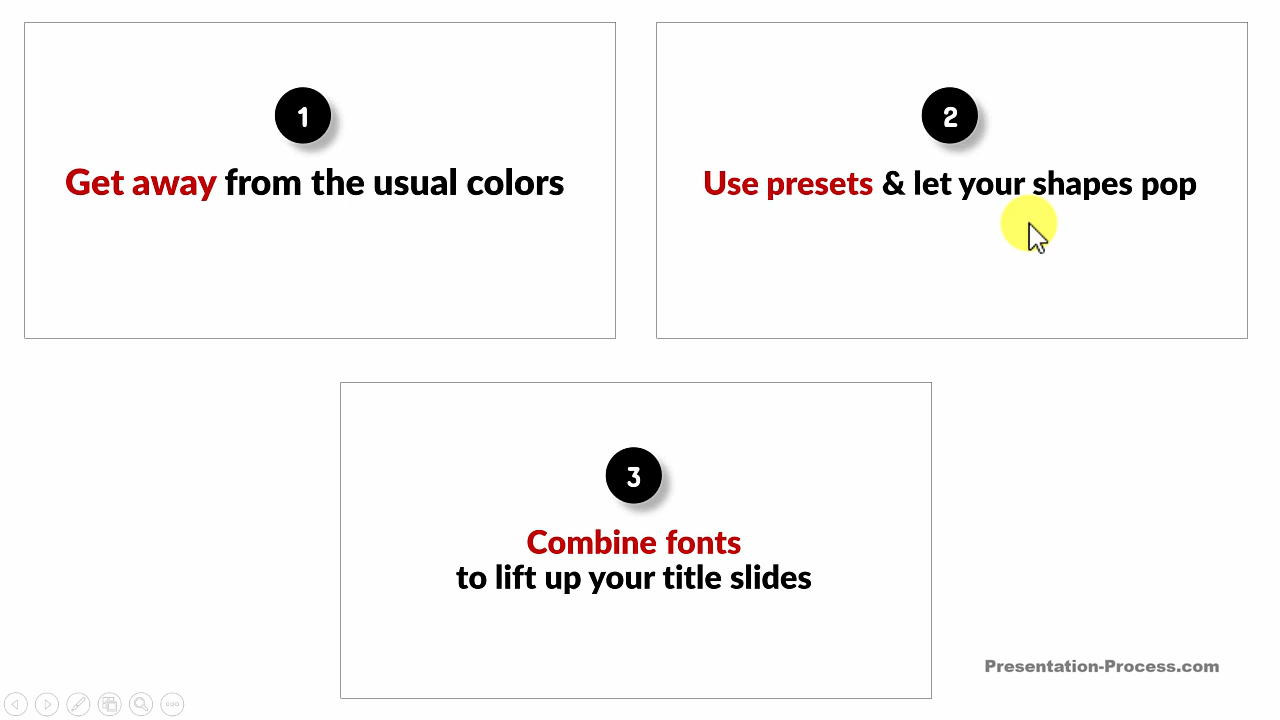 1
Get away from the usual colors
2
Use presets & let your shapes pop
3
Combine fonts
to lift up your title slides
Presentation-Process.com